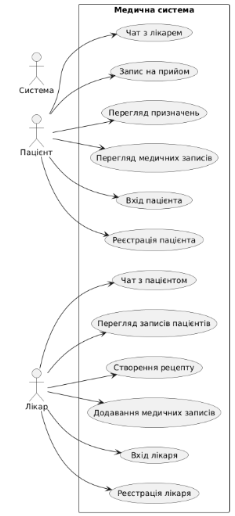 Медична система
Чат з лікарем
Запис на прийом
Система
Перегляд призначень
Пацієнт
Перегляд медичних записів
Вхід пацієнта
Реєстрація пацієнта
Чат з пацієнтом
Перегляд записів пацієнтів
Створення рецепту
Лікар
Додавання медичних записів
Вхід лікаря
Реєстрація лікаря